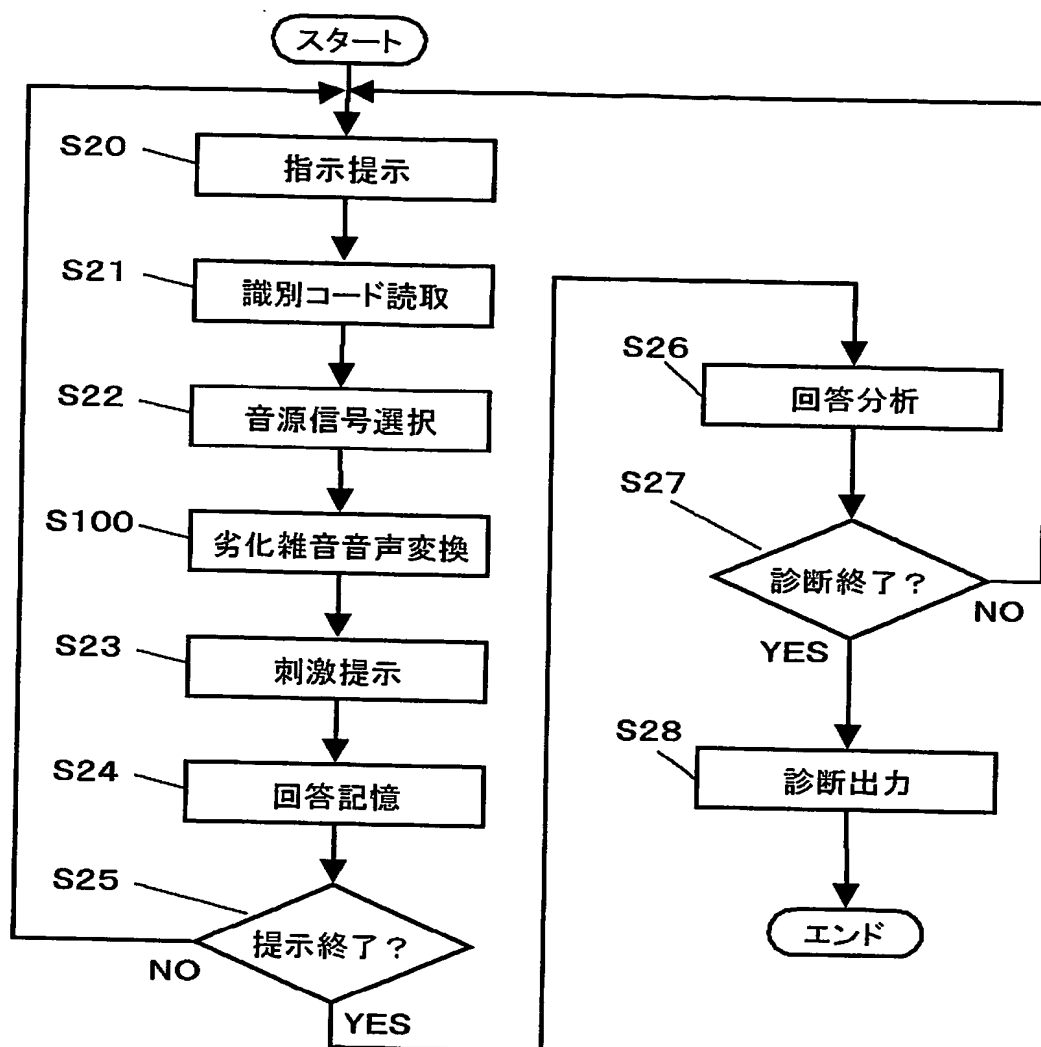 スタート
S20
指示提示
S21
識別コード読取
S22
音源信号選択
S100
劣化雑音音声変換
S23
刺激提示
S24
回答記憶
S25
提示終了?
NO
YES
S26
回答分析
S27
診断終了?
NO
YES
S28
診断出力
エンド